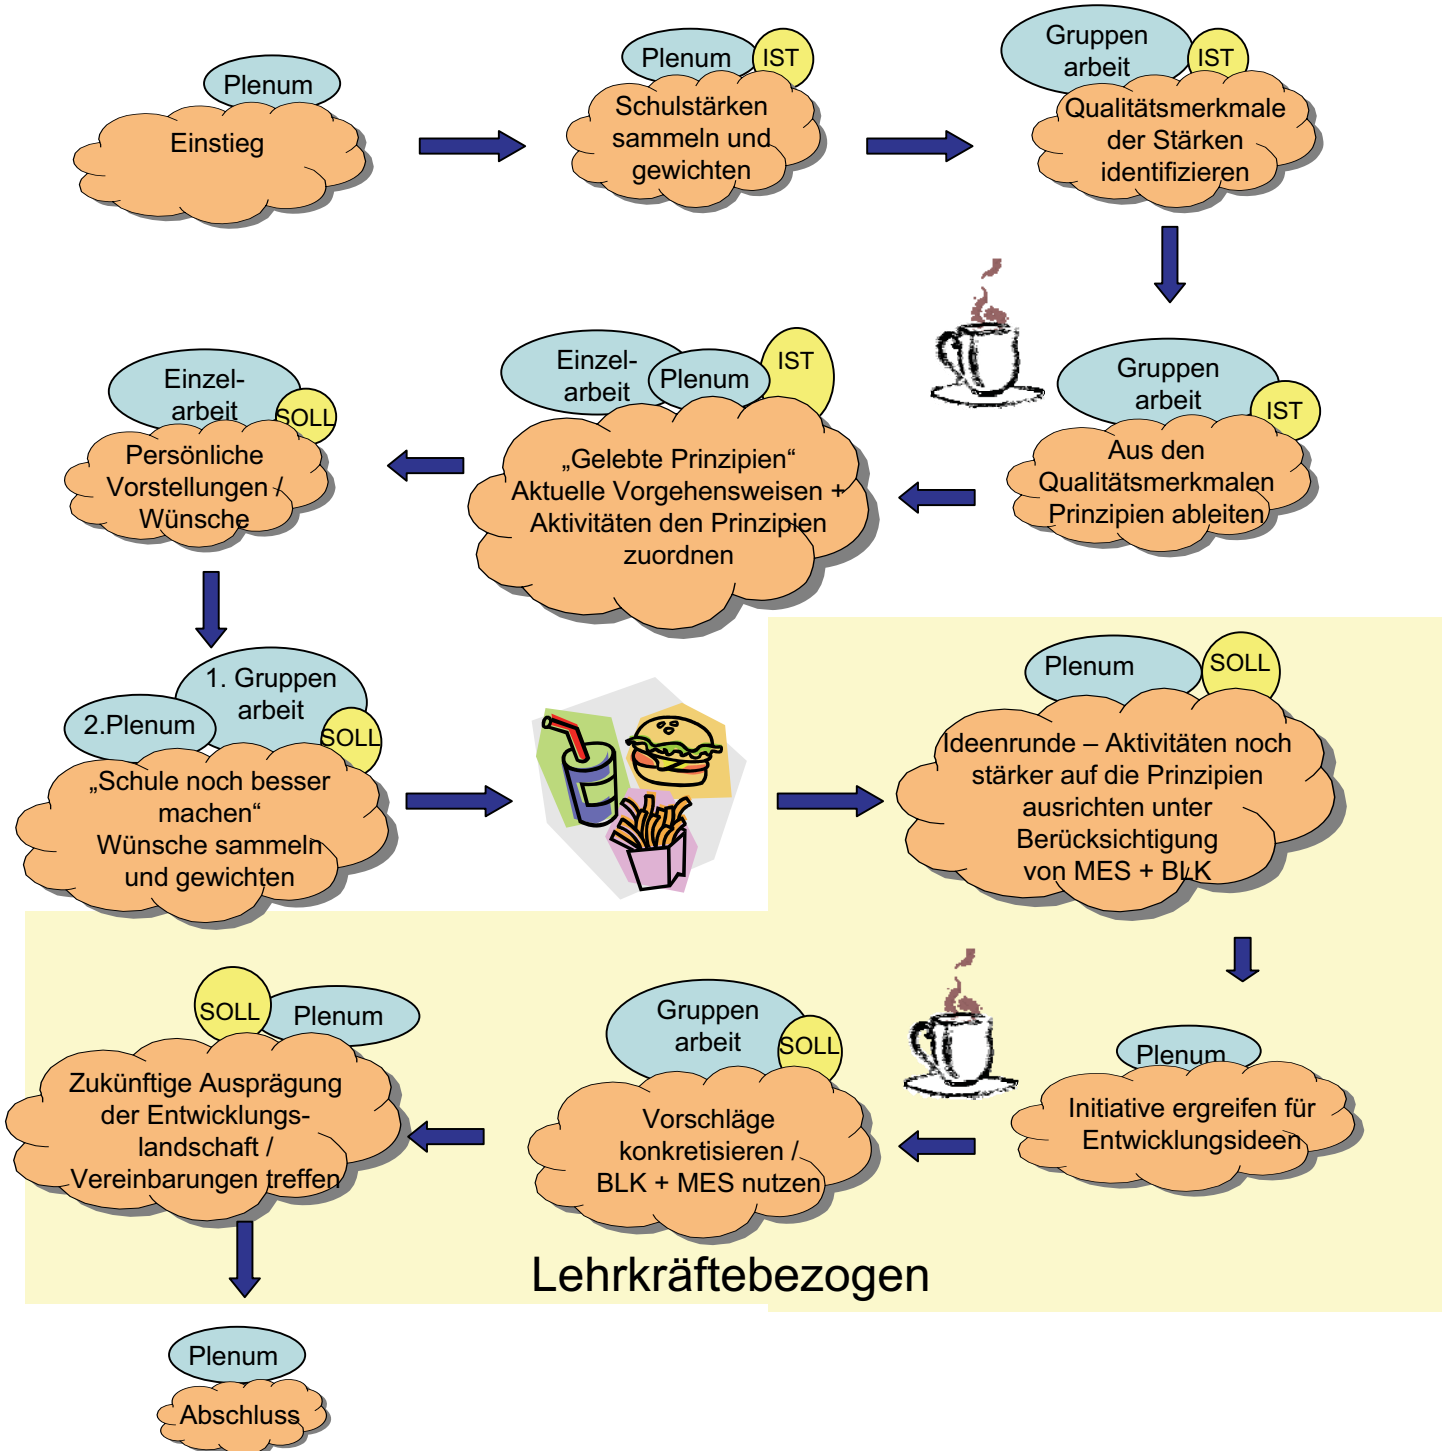 Plenum
Einstieg
Plenum
IST
Schulstärken
sammeln und
gewichten
Gruppen
arbeit
IST
Qualitätsmerkmale
der Stärken
identifizieren
Gruppen
arbeit
IST
Aus den
Qualitätsmerkmalen
Prinzipien ableiten
Einzel-
arbeit
Plenum
IST
„Gelebte Prinzipien“
Aktuelle Vorgehensweisen +
Aktivitäten den Prinzipien
zuordnen
Einzel-
arbeit
SOLL
Persönliche
Vorstellungen /
Wünsche
1. Gruppen
arbeit
2.Plenum
SOLL
„Schule noch besser
machen“
Wünsche sammeln
und gewichten
Plenum
SOLL
Ideenrunde – Aktivitäten noch
stärker auf die Prinzipien
ausrichten unter
Berücksichtigung
von MES + BLK
Plenum
Initiative ergreifen für
Entwicklungsideen
Gruppen
arbeit
SOLL
Vorschläge
konkretisieren /
BLK + MES nutzen
SOLL
Plenum
Zukünftige Ausprägung
der Entwicklungs-
landschaft /
Vereinbarungen treffen
Lehrkräftebezogen
Plenum
Abschluss